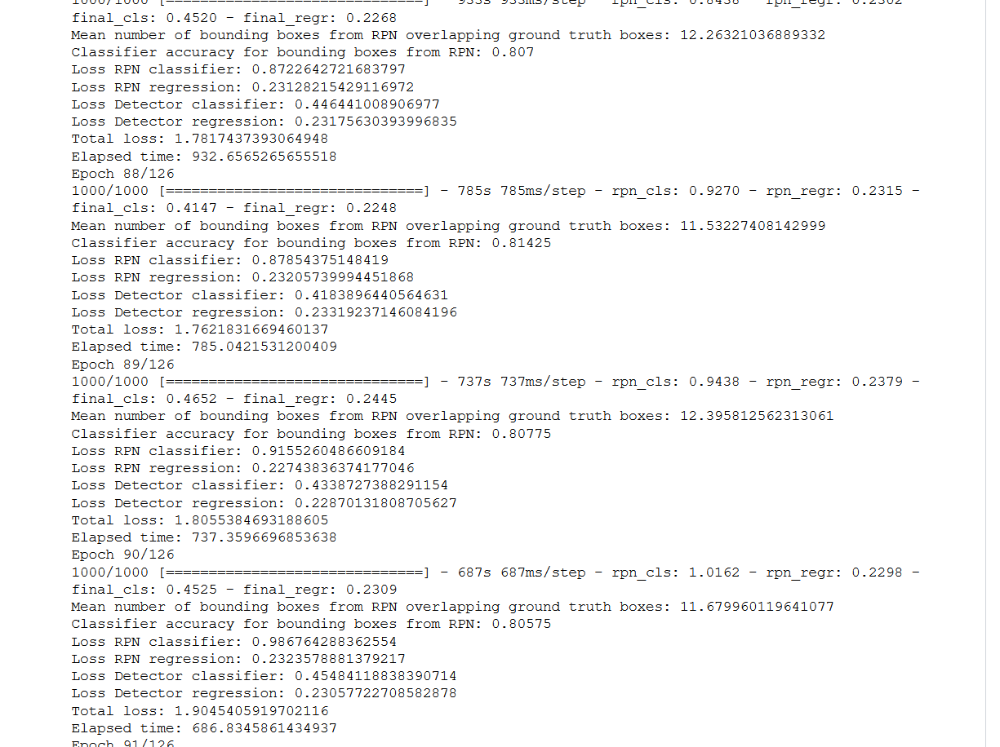 1000/1000 [==============================] - 933s 933ms/step - rpn_cls: 0.8438 - rpn_regr: 0.2302
final_cls: 0.4520 - final_regr: 0.2268
Mean number of bounding boxes from RPN overlapping ground truth boxes: 12.26321036889332
Classifier accuracy for bounding boxes from RPN: 0.807
Loss RPN classifier: 0.8722642721683797
Loss RPN regression: 0.23128215429116972
Loss Detector classifier: 0.446441008906977
Loss Detector regression: 0.23175630393996835
Total loss: 1.7817437393064948
Elapsed time: 932.6565265655518
Epoch 88/126
1000/1000 [==============================] - 785s 785ms/step - rpn_cls: 0.9270 - rpn_regr: 0.2315 -
final_cls: 0.4147 - final_regr: 0.2248
Mean number of bounding boxes from RPN overlapping ground truth boxes: 11.53227408142999
Classifier accuracy for bounding boxes from RPN: 0.81425
Loss RPN classifier: 0.87854375148419
Loss RPN regression: 0.23205739994451868
Loss Detector classifier: 0.4183896440564631
Loss Detector regression: 0.23319237146084196
Total loss: 1.7621831669460137
Elapsed time: 785.0421531200409
Epoch 89/126
1000/1000 [==============================] - 737s 737ms/step - rpn_cls: 0.9438 - rpn_regr: 0.2379 -
final_cls: 0.4652 - final_regr: 0.2445
Mean number of bounding boxes from RPN overlapping ground truth boxes: 12.395812562313061
Classifier accuracy for bounding boxes from RPN: 0.80775
Loss RPN classifier: 0.9155260486609184
Loss RPN regression: 0.22743836374177046
Loss Detector classifier: 0.4338727388291154
Loss Detector regression: 0.22870131808705627
Total loss: 1.8055384693188605
Elapsed time: 737.3596696853638
Epoch 90/126
1000/1000 [==============================] - 687s 687ms/step - rpn_cls: 1.0162 - rpn_regr: 0.2298 -
final_cls: 0.4525 - final_regr: 0.2309
Mean number of bounding boxes from RPN overlapping ground truth boxes: 11.679960119641077
Classifier accuracy for bounding boxes from RPN: 0.80575
Loss RPN classifier: 0.986764288362554
Loss RPN regression: 0.2323578881379217
Loss Detector classifier: 0.45484118838390714
Loss Detector regression: 0.23057722708582878
Total loss: 1.9045405919702116
Elapsed time: 686.8345861434937
Epoch 91/126